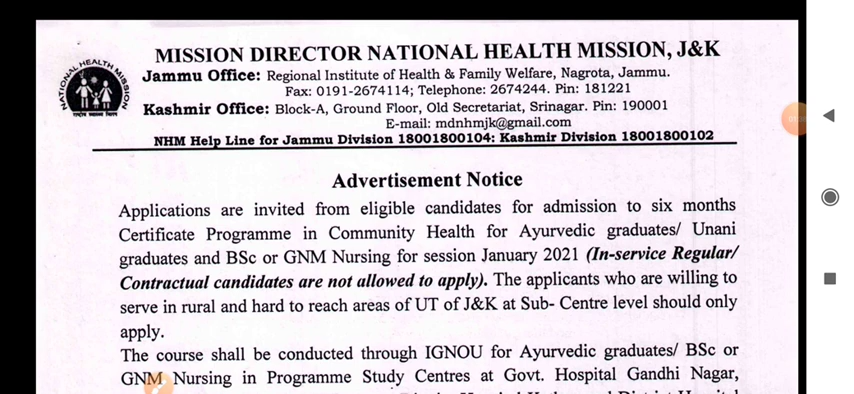 NATIONAL HEALTH MISSION
MISSION DIRECTOR NATIONAL HEALTH MISSION, J&K
Jammu Office: Regional Institute of Health & Family Welfare, Nagrota, Jammu.
Fax: 0191-2674114; Telephone: 2674244. Pin: 181221
Kashmir Office: Block-A, Ground Floor, Old Secretariat, Srinagar. Pin: 190001
E-mail: mdnhmjk@gmail.com
NHM Help Line for Jammu Division 18001800104: Kashmir Division 18001800102
Advertisement Notice
Applications are invited from eligible candidates for admission to six months
Certificate Programme in Community Health for Ayurvedic graduates/ Unani
graduates and BSc or GNM Nursing for session January 2021 (In-service Regular/
Contractual candidates are not allowed to apply). The applicants who are willing to
serve in rural and hard to reach areas of UT of J&K at Sub- Centre level should only
apply.
The course shall be conducted through IGNOU for Ayurvedic graduates/ BSc or
GNM Nursing in Programme Study Centres at Govt. Hospital Gandhi Nagar,